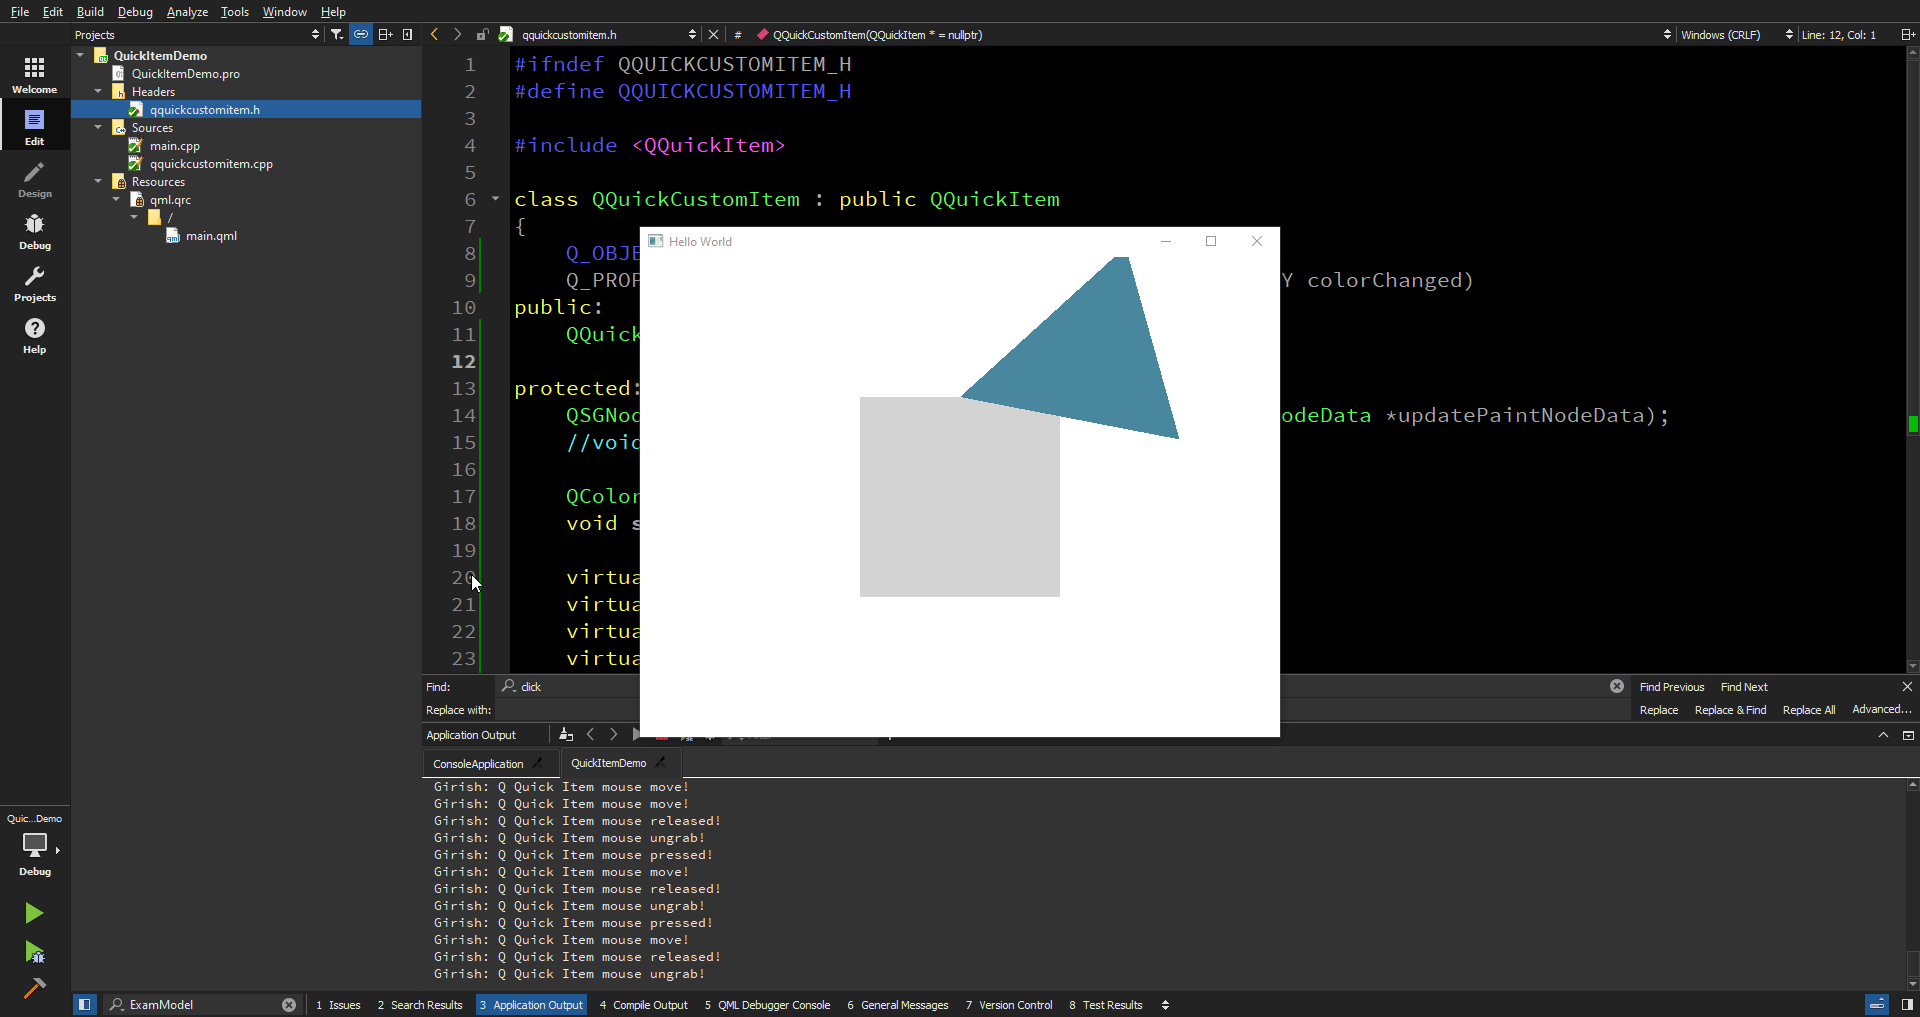 File Edit Build Debug Analyze Tools Window Help
Projects
qquickcustomitem.h
# QQuickCustomItem(QQuickItem * = nullptr)
Windows (CRLF)
Line: 12, Col: 1
Welcome
Edit
Design
Debug
Projects
Help
QuickItemDemo
QuickItemDemo.pro
Headers
qquickcustomitem.h
Sources
main.cpp
qquickcustomitem.cpp
Resources
qml.qrc
/
main.qml
1 #ifndef QQUICKCUSTOMITEM_H
2 #define QQUICKCUSTOMITEM_H
3
4 #include <QQuickItem>
5
6 class QQuickCustomItem : public QQuickItem
7 {
8 Q_OBJE
9 Q_PROP Y colorChanged)
10 public:
11 QQuick
12
13 protected:
14 QSGNod odeData *updatePaintNodeData);
15 //void
16
17 QColor
18 void s
19
20 virtua
21 virtua
22 virtua
23 virtua
Hello World
Find: click
Find Previous Find Next
Replace with:
Replace Replace & Find Replace All Advanced...
Application Output
ConsoleApplication
QuickItemDemo
Girish: Q Quick Item mouse move!
Girish: Q Quick Item mouse move!
Girish: Q Quick Item mouse released!
Girish: Q Quick Item mouse ungrab!
Girish: Q Quick Item mouse pressed!
Girish: Q Quick Item mouse move!
Girish: Q Quick Item mouse released!
Girish: Q Quick Item mouse ungrab!
Girish: Q Quick Item mouse pressed!
Girish: Q Quick Item mouse move!
Girish: Q Quick Item mouse released!
Girish: Q Quick Item mouse ungrab!
Quic...Demo
Debug
ExamModel
1 Issues 2 Search Results 3 Application Output 4 Compile Output 5 QML Debugger Console 6 General Messages 7 Version Control 8 Test Results